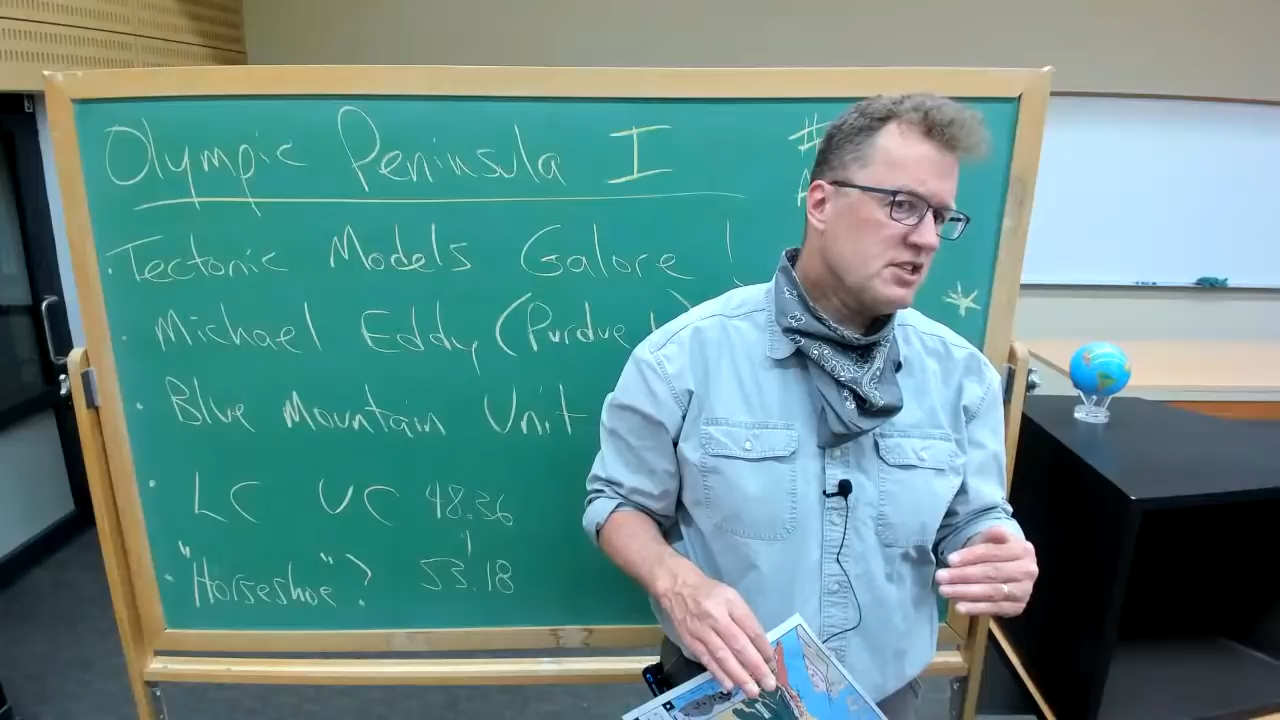 Olympic Peninsula I #
· Tectonic Models Galore !
· Michael Eddy (Purdue )
· Blue Mountain Unit
· LC UC 48.36
· "Horseshoe"? 53.18